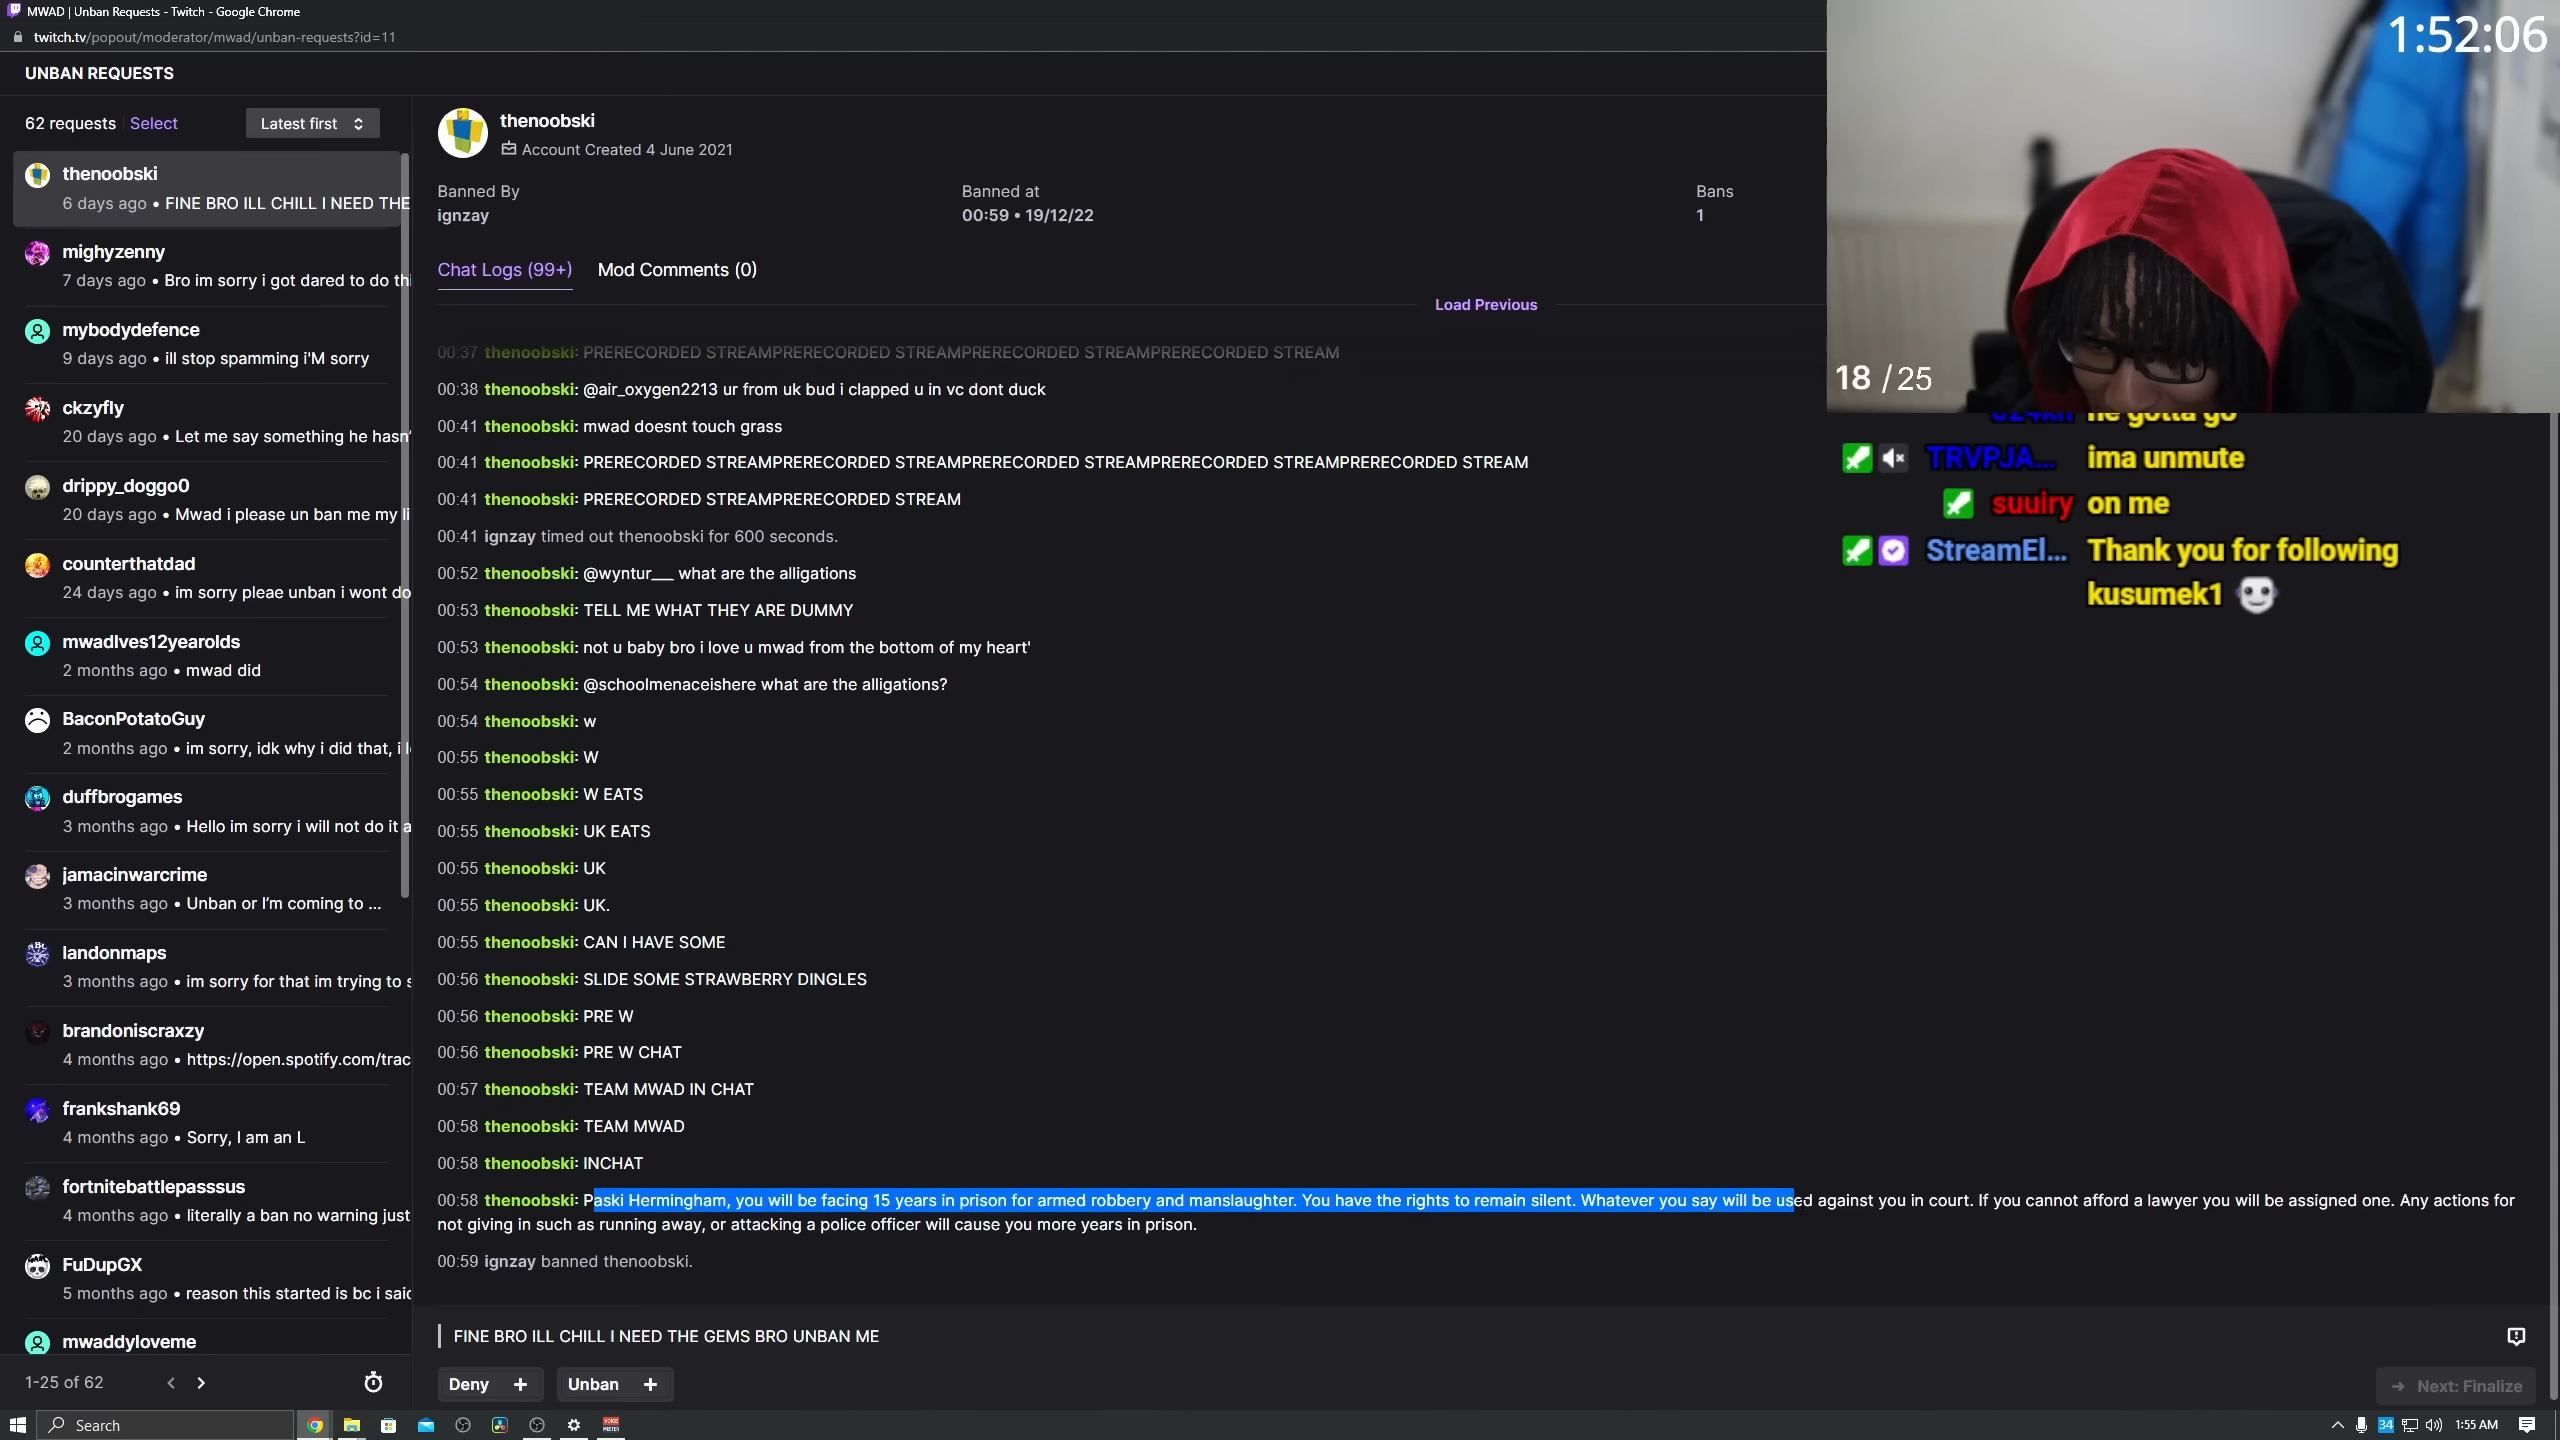 MWAD | Unban Requests - Twitch - Google Chrome
twitch.tv/popout/moderator/mwad/unban-requests?id=11
1:52:06
UNBAN REQUESTS
62 requests Select Latest first
thenoobski
6 days ago • FINE BRO ILL CHILL I NEED THE
mighyzenny
7 days ago • Bro im sorry i got dared to do thi
mybodydefence
9 days ago • ill stop spamming i'M sorry
ckzyfly
20 days ago • Let me say something he hasn'
drippy_doggo0
20 days ago • Mwad i please un ban me my li
counterthatdad
24 days ago • im sorry pleae unban i wont do
mwadlves12yearolds
2 months ago • mwad did
BaconPotatoGuy
2 months ago • im sorry, idk why i did that, i l
duffbrogames
3 months ago • Hello im sorry i will not do it a
jamacinwarcrime
3 months ago • Unban or I'm coming to ...
landonmaps
3 months ago • im sorry for that im trying to s
brandoniscraxzy
4 months ago • https://open.spotify.com/trac
frankshank69
4 months ago • Sorry, I am an L
fortnitebattlepasssus
4 months ago • literally a ban no warning just
FuDupGX
5 months ago • reason this started is bc i said
mwaddyloveme
1-25 of 62
thenoobski
Account Created 4 June 2021
Banned By Banned at Bans
ignzay 00:59 • 19/12/22 1
Chat Logs (99+) Mod Comments (0)
Load Previous
00:37 thenoobski: PRERECORDED STREAMPRERECORDED STREAMPRERECORDED STREAMPRERECORDED STREAM
00:38 thenoobski: @air_oxygen2213 ur from uk bud i clapped u in vc dont duck
00:41 thenoobski: mwad doesnt touch grass
00:41 thenoobski: PRERECORDED STREAMPRERECORDED STREAMPRERECORDED STREAMPRERECORDED STREAMPRERECORDED STREAM
00:41 thenoobski: PRERECORDED STREAMPRERECORDED STREAM
00:41 ignzay timed out thenoobski for 600 seconds.
00:52 thenoobski: @wyntur___ what are the alligations
00:53 thenoobski: TELL ME WHAT THEY ARE DUMMY
00:53 thenoobski: not u baby bro i love u mwad from the bottom of my heart'
00:54 thenoobski: @schoolmenaceishere what are the alligations?
00:54 thenoobski: w
00:55 thenoobski: W
00:55 thenoobski: W EATS
00:55 thenoobski: UK EATS
00:55 thenoobski: UK
00:55 thenoobski: UK.
00:55 thenoobski: CAN I HAVE SOME
00:56 thenoobski: SLIDE SOME STRAWBERRY DINGLES
00:56 thenoobski: PRE W
00:56 thenoobski: PRE W CHAT
00:57 thenoobski: TEAM MWAD IN CHAT
00:58 thenoobski: TEAM MWAD
00:58 thenoobski: INCHAT
00:58 thenoobski: Paski Hermingham, you will be facing 15 years in prison for armed robbery and manslaughter. You have the rights to remain silent. Whatever you say will be used against you in court. If you cannot afford a lawyer you will be assigned one. Any actions for
not giving in such as running away, or attacking a police officer will cause you more years in prison.
00:59 ignzay banned thenoobski.
FINE BRO ILL CHILL I NEED THE GEMS BRO UNBAN ME
Deny + Unban +
Next: Finalize
18 / 25
he gotta go
TRVPJA... ima unmute
suuiry on me
StreamEl... Thank you for following
kusumek1
Search
34
1:55 AM